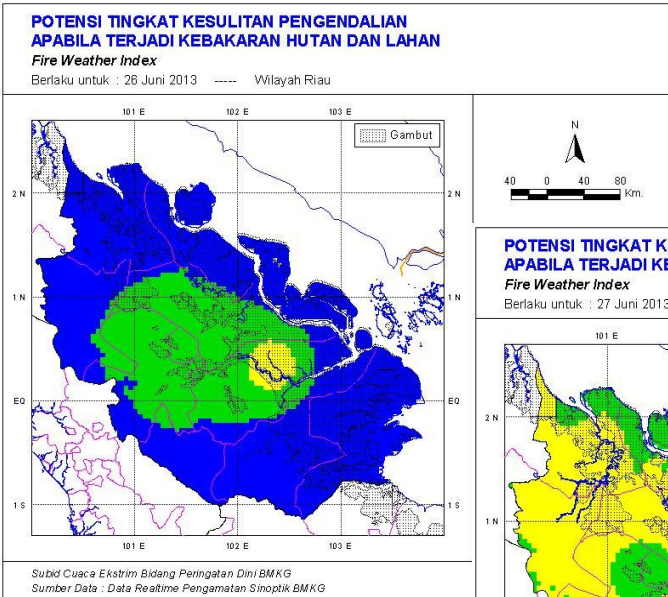 POTENSI TINGKAT KESULITAN PENGENDALIAN
APABILA TERJADI KEBAKARAN HUTAN DAN LAHAN
Fire Weather Index
Berlaku untuk : 26 Juni 2013 ----- Wilayah Riau
101 E 102 E 103 E
Gambut
2 N 2 N
1 N 1 N
EQ EQ
1 S 1 S
101 E 102 E 103 E
Subid Cuaca Ekstrim Bidang Peringatan Dini BMKG
Sumber Data : Data Realtime Pengamatan Sinoptik BMKG
N
40 0 40 80
Km.
POTENSI TINGKAT K
APABILA TERJADI KE
Fire Weather Index
Berlaku untuk : 27 Juni 2013
101 E
2 N
1 N